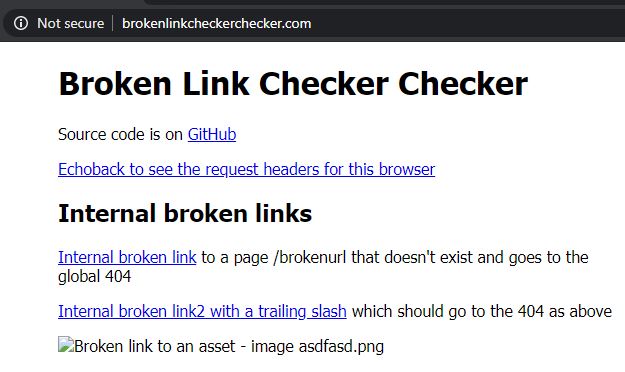 Not secure | brokenlinkcheckerchecker.com
Broken Link Checker Checker
Source code is on GitHub
Echoback to see the request headers for this browser
Internal broken links
Internal broken link to a page /brokenurl that doesn't exist and goes to the
global 404
Internal broken link2 with a trailing slash which should go to the 404 as above
Broken link to an asset - image asdfasd.png